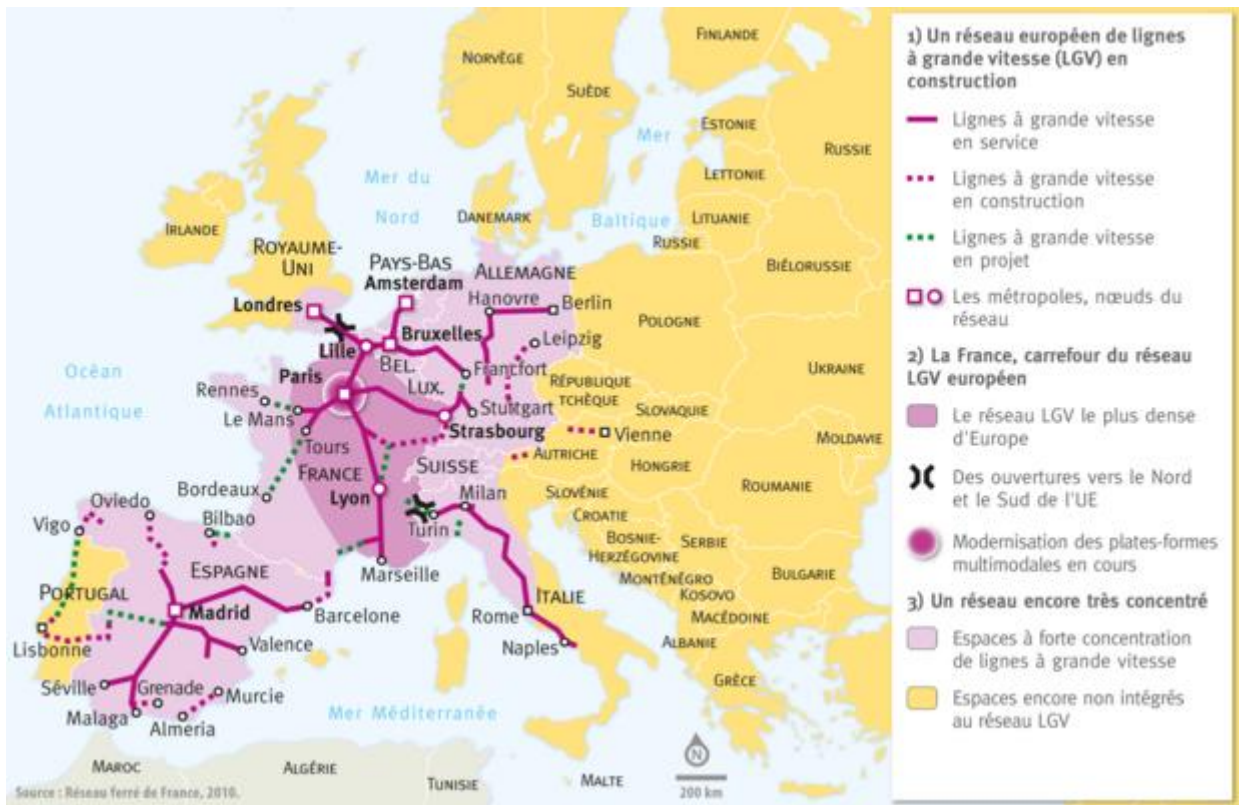 FINLANDE
NORVÈGE
SUÈDE
ESTONIE
Mer
RUSSIE
LETTONIE
Mer du
Nord
DANEMARK
Baltique
LITUANIE
IRLANDE
RUSSIE
ROYAUME-
UNI
PAYS-BAS
Amsterdam
ALLEMAGNE
BIÉLORUSSIE
Hanovre
Berlin
Londres
POLOGNE
Bruxelles
Leipzig
Lille
BEL.
Océan
Atlantique
Paris
LUX.
Francfort
UKRAINE
RÉPUBLIQUE
TCHÈQUE
Rennes
Le Mans
Stuttgart
SLOVAQUIE
Strasbourg
Vienne
MOLDAVIE
Tours
AUTRICHE
FRANCE
SUISSE
HONGRIE
Bordeaux
Lyon
Milan
SLOVÉNIE
ROUMANIE
Oviedo
CROATIE
Vigo
Bilbao
Turin
BOSNIE-
HERZÉGOVINE
SERBIE
ESPAGNE
Marseille
MONTÉNÉGRO
BULGARIE
PORTUGAL
KOSOVO
Madrid
Barcelone
ITALIE
Rome
MACÉDOINE
Lisbonne
Valence
Naples
ALBANIE
Séville
Grenade
Murcie
GRÈCE
Malaga
Almeria
Mer Méditerranée
N
MAROC
ALGÉRIE
TUNISIE
MALTE
200 km
Source : Réseau ferré de France, 2010.
1) Un réseau européen de lignes
à grande vitesse (LGV) en
construction
Lignes à grande vitesse
en service
Lignes à grande vitesse
en construction
Lignes à grande vitesse
en projet
Les métropoles, nœuds du
réseau
2) La France, carrefour du réseau
LGV européen
Le réseau LGV le plus dense
d'Europe
Des ouvertures vers le Nord
et le Sud de l'UE
Modernisation des plates-formes
multimodales en cours
3) Un réseau encore très concentré
Espaces à forte concentration
de lignes à grande vitesse
Espaces encore non intégrés
au réseau LGV